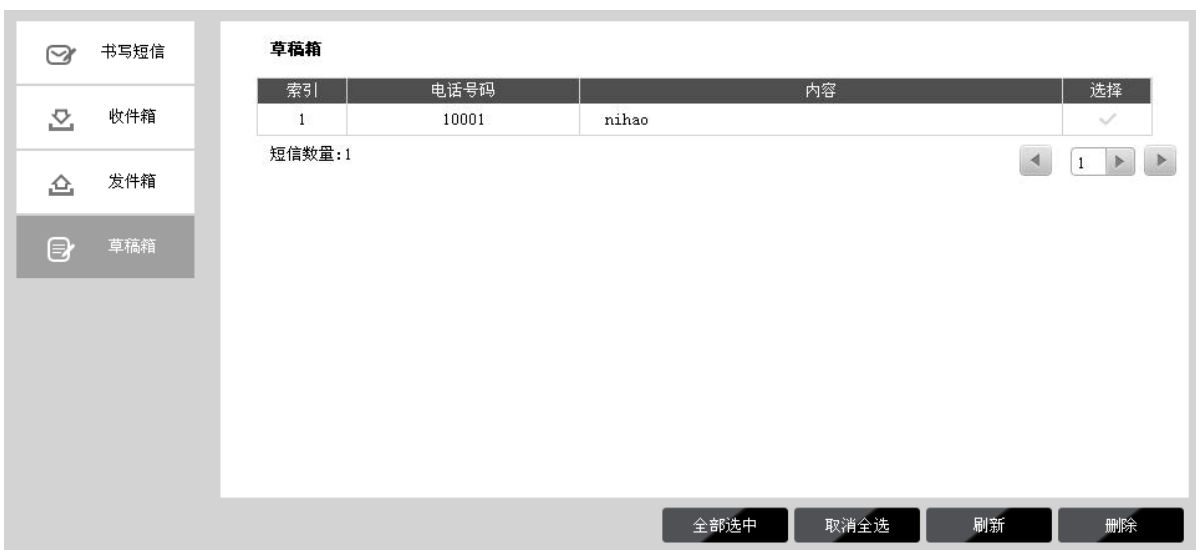 书写短信
收件箱
发件箱
草稿箱
草稿箱
索引 电话号码 内容 选择
1 10001 nihao
短信数量:1
1
全部选中 取消全选 刷新 删除